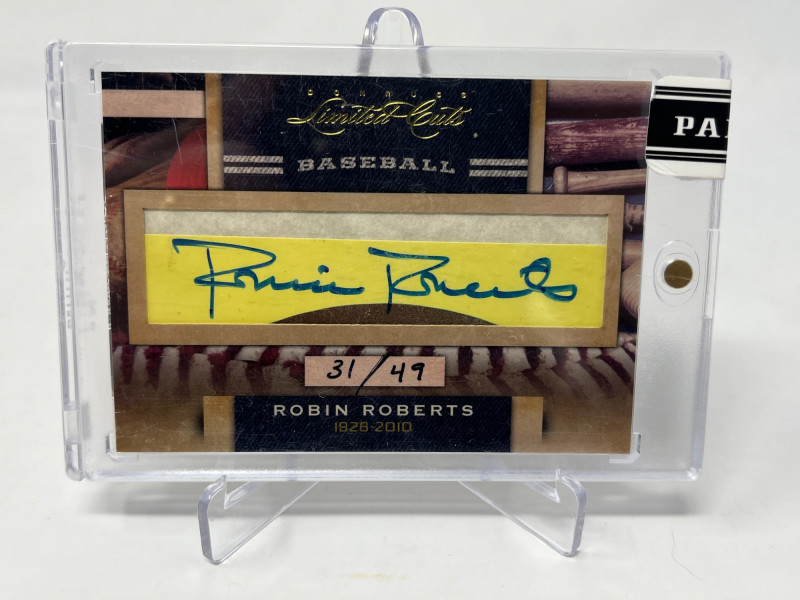 DONRUSS
Limited Cuts
BASEBALL
PA
Robin Roberts
31/49
ROBIN ROBERTS
1926-2010